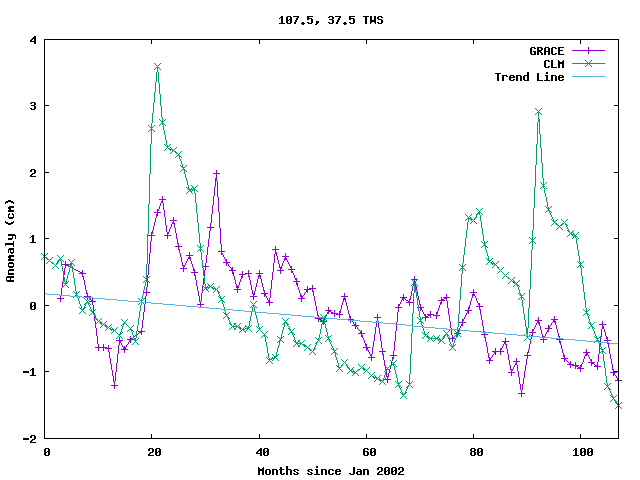 107.5, 37.5 TWS
GRACE
CLM
Trend Line
4
3
2
1
0
-1
-2
Anomaly (cm)
0 20 40 60 80 100
Months since Jan 2002